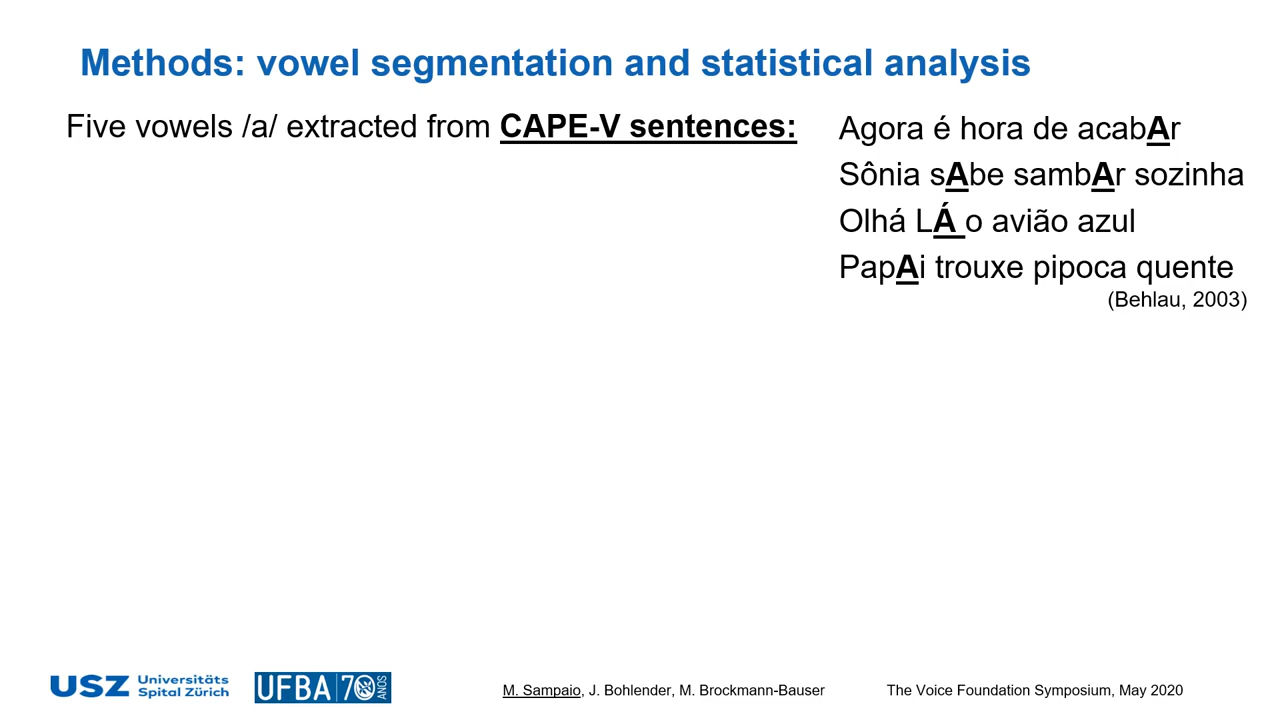 Methods: vowel segmentation and statistical analysis
Five vowels /a/ extracted from CAPE-V sentences:
Agora é hora de acabAr
Sônia sAbe sambAr sozinha
Olhá LÁ o avião azul
PapAi trouxe pipoca quente
(Behlau, 2003)
USZ Universitäts
Spital Zürich
UFBA 70 ANOS
M. Sampaio, J. Bohlender, M. Brockmann-Bauser
The Voice Foundation Symposium, May 2020